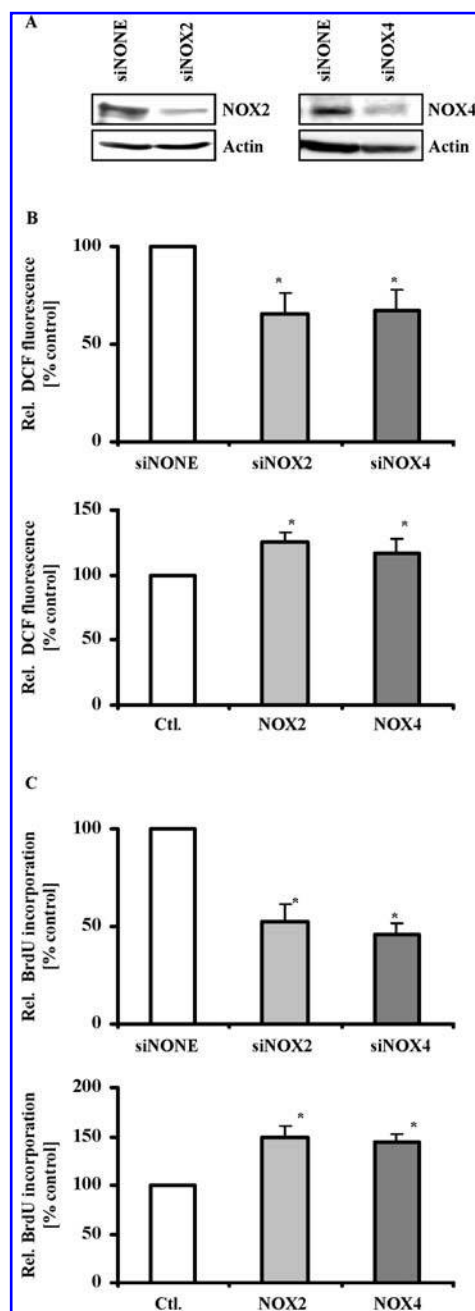 A
siNONE
siNOX2
siNONE
siNOX4
NOX2
NOX4
Actin
Actin
B
Rel. DCF fluorescence
[% control]
100
*
*
50
0
siNONE
siNOX2
siNOX4
Rel. DCF fluorescence
[% control]
150
*
*
100
50
0
Ctl.
NOX2
NOX4
C
Rel. BrdU incorporation
[% control]
100
*
*
50
0
siNONE
siNOX2
siNOX4
Rel. BrdU incorporation
[% control]
200
*
*
150
100
50
0
Ctl.
NOX2
NOX4